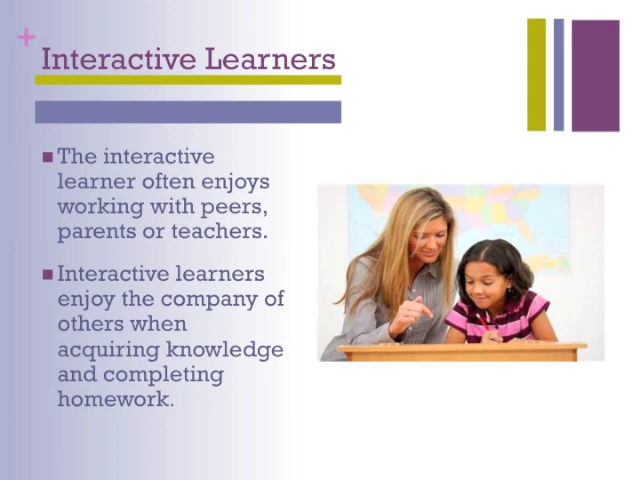 +
Interactive Learners
■ The interactive
learner often enjoys
working with peers,
parents or teachers.
■ Interactive learners
enjoy the company of
others when
acquiring knowledge
and completing
homework.